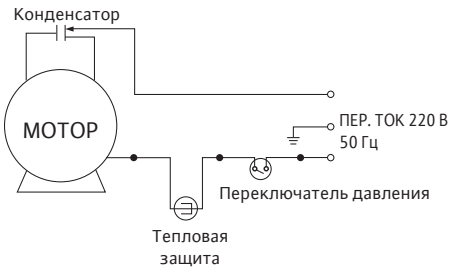 Конденсатор
МОТОР
ПЕР. ТОК 220 В
50 Гц
Переключатель давления
Тепловая
защита